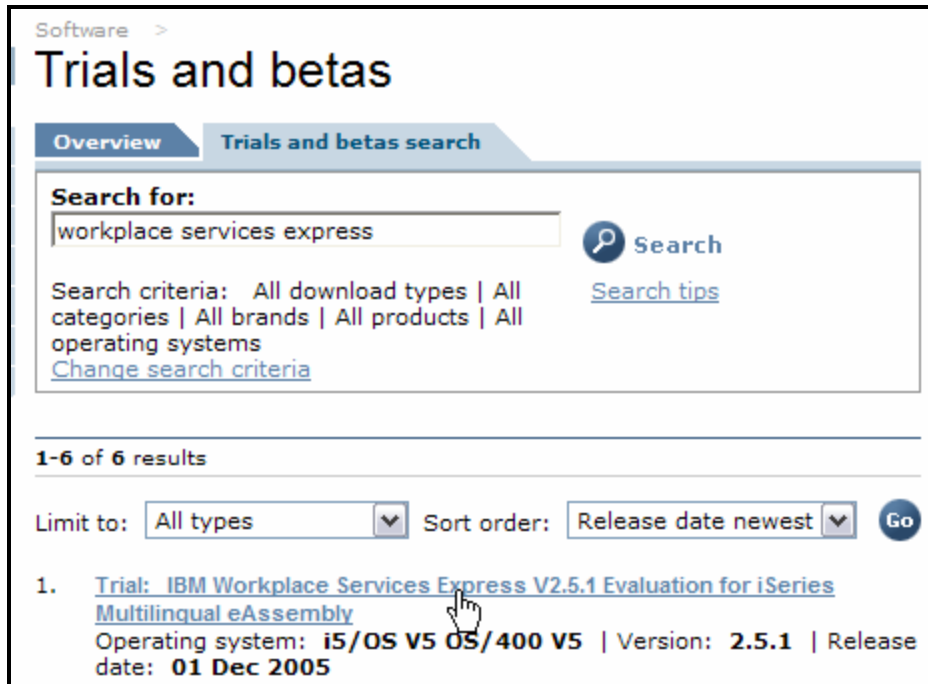 Software >
Trials and betas
Overview Trials and betas search
Search for:
workplace services express
Search
Search criteria: All download types | All
categories | All brands | All products | All
operating systems
Search tips
Change search criteria
1-6 of 6 results
Limit to: All types Sort order: Release date newest Go
1. Trial: IBM Workplace Services Express V2.5.1 Evaluation for iSeries
Multilingual eAssembly
Operating system: i5/OS V5 OS/400 V5 | Version: 2.5.1 | Release
date: 01 Dec 2005